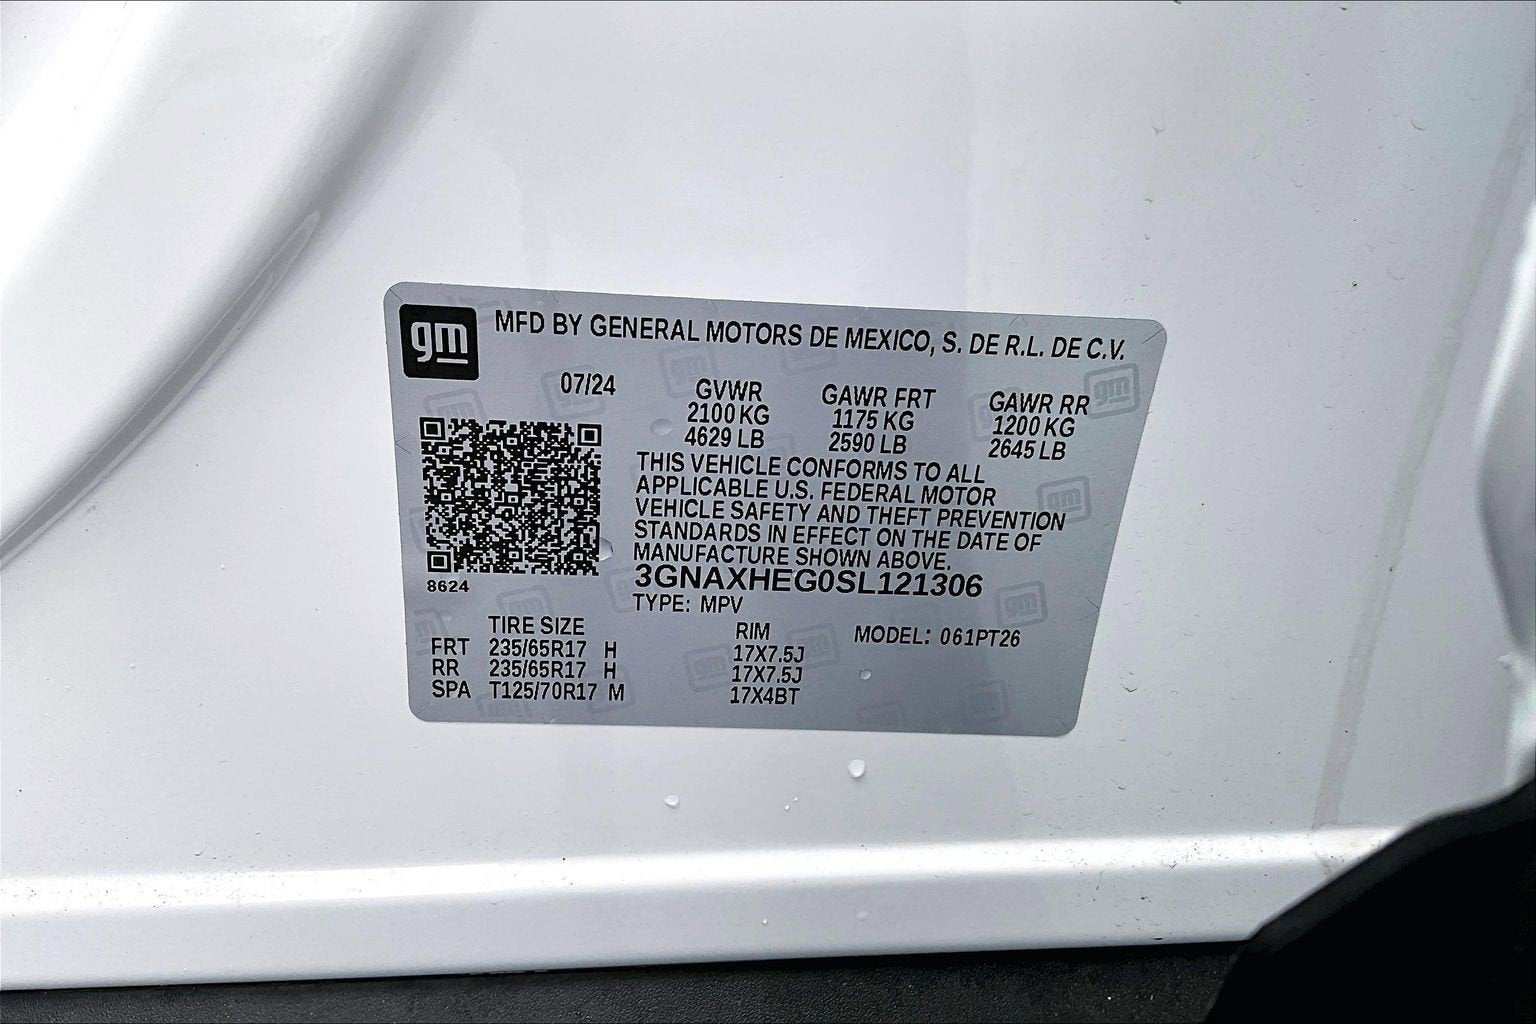 gm
MFD BY GENERAL MOTORS DE MEXICO, S. DE R.L. DE C.V.
07/24 GVWR GAWR FRT GAWR RR
2100 KG 1175 KG 1200 KG
4629 LB 2590 LB 2645 LB
THIS VEHICLE CONFORMS TO ALL
APPLICABLE U.S. FEDERAL MOTOR
VEHICLE SAFETY AND THEFT PREVENTION
STANDARDS IN EFFECT ON THE DATE OF
MANUFACTURE SHOWN ABOVE.
8624
3GNAXHEG0SL121306
TYPE: MPV
TIRE SIZE RIM MODEL: 061PT26
FRT 235/65R17 H 17X7.5J
RR 235/65R17 H 17X7.5J
SPA T125/70R17 M 17X4BT